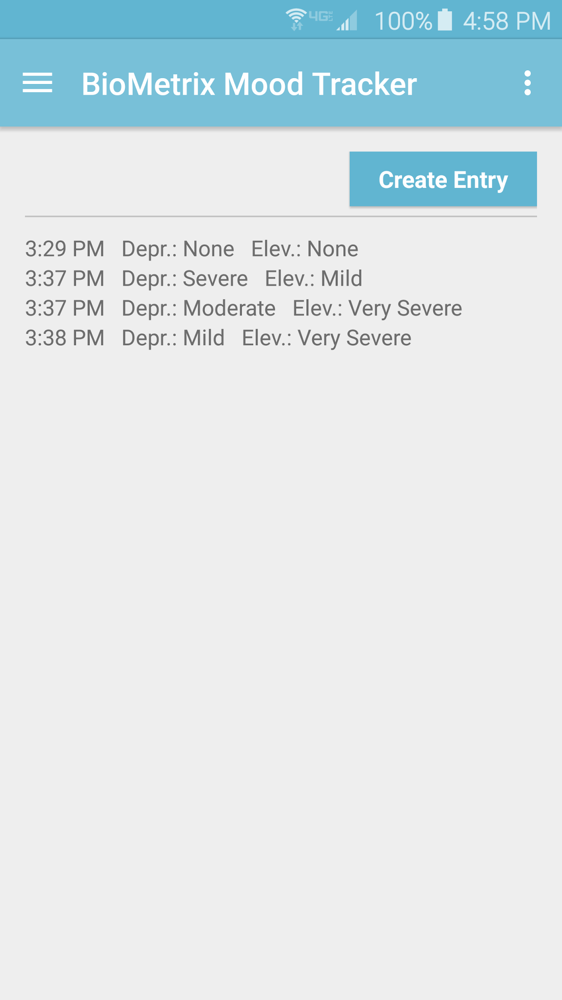 4G LTE 100% 4:58 PM
BioMetrix Mood Tracker
Create Entry
3:29 PM Depr.: None Elev.: None
3:37 PM Depr.: Severe Elev.: Mild
3:37 PM Depr.: Moderate Elev.: Very Severe
3:38 PM Depr.: Mild Elev.: Very Severe